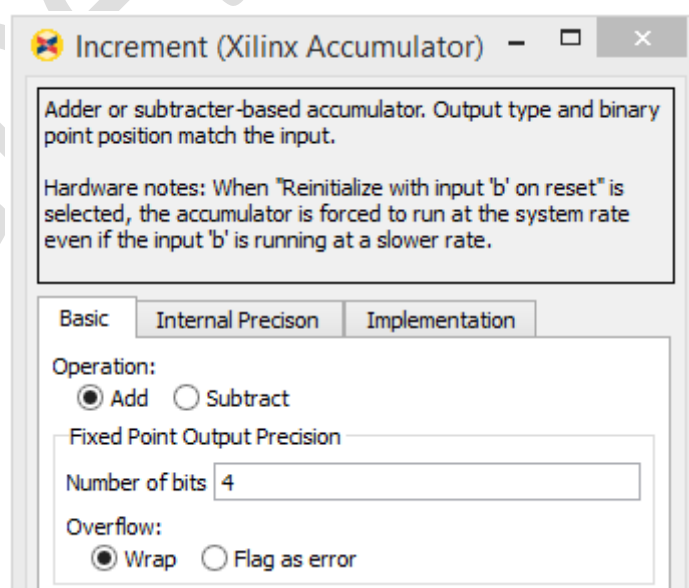 Increment (Xilinx Accumulator)
Adder or subtracter-based accumulator. Output type and binary
point position match the input.
Hardware notes: When "Reinitialize with input 'b' on reset" is
selected, the accumulator is forced to run at the system rate
even if the input 'b' is running at a slower rate.
Basic Internal Precison Implementation
Operation:
Add Subtract
Fixed Point Output Precision
Number of bits 4
Overflow:
Wrap Flag as error